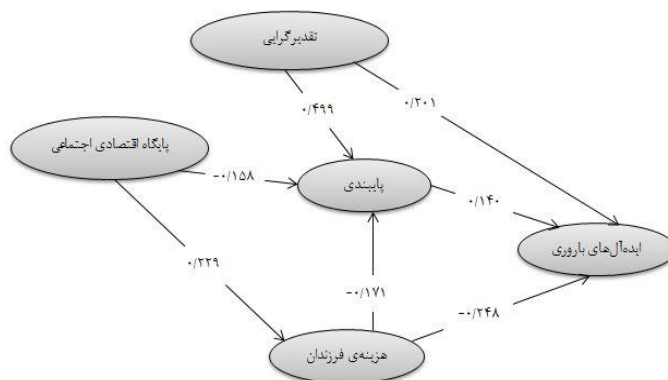 تقدیرگرایی
۰/۴۹۹
۰/۲۰۱
پایگاه اقتصادی اجتماعی
-۰/۱۵۸
پایبندی
۰/۱۴۰
ایده‌آل‌های باروری
۰/۲۲۹
-۰/۱۷۱
-۰/۲۴۸
هزینه‌ی فرزندان